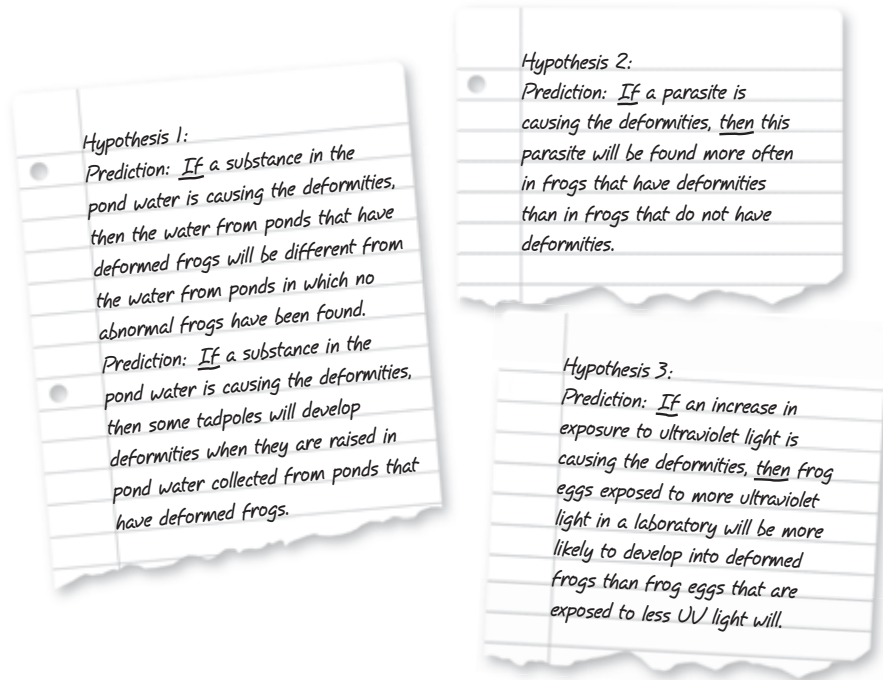 Hypothesis 1:
Prediction: If a substance in the
pond water is causing the deformities,
then the water from ponds that have
deformed frogs will be different from
the water from ponds in which no
abnormal frogs have been found.
Prediction: If a substance in the
pond water is causing the deformities,
then some tadpoles will develop
deformities when they are raised in
pond water collected from ponds that
have deformed frogs.
Hypothesis 2:
Prediction: If a parasite is
causing the deformities, then this
parasite will be found more often
in frogs that have deformities
than in frogs that do not have
deformities.
Hypothesis 3:
Prediction: If an increase in
exposure to ultraviolet light is
causing the deformities, then frog
eggs exposed to more ultraviolet
light in a laboratory will be more
likely to develop into deformed
frogs than frog eggs that are
exposed to less UV light will.